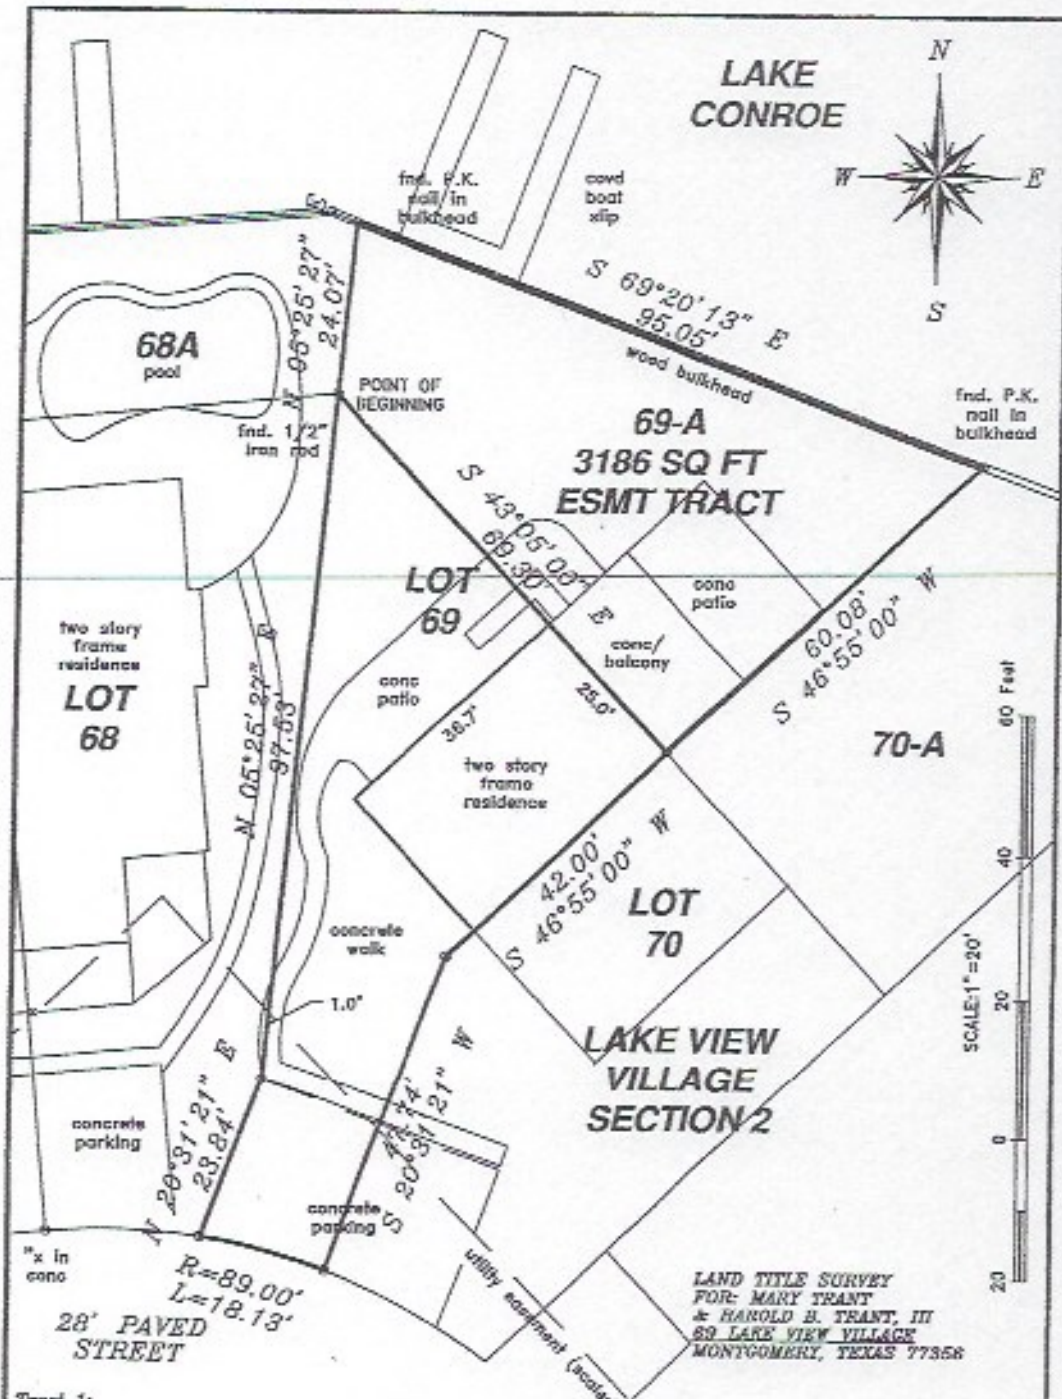 LAKE
CONROE
N
W
E
S
fnd. P.K.
nail in
bulkhead
covd
boat
slip
S 69°20'13" E
95.05'
wood bulkhead
N 05°25'27"
24.07'
68A
pool
POINT OF
BEGINNING
fnd. 1/2"
iron rod
69-A
3186 SQ FT
ESMT TRACT
fnd. P.K.
nail in
bulkhead
S 43°05'00" E
69.30'
LOT
69
conc
patio
conc/
balcony
60.08'
S 46°55'00" W
two story
frame
residence
LOT
68
N 05°25'27" E
97.53'
conc
patio
36.7'
25.0'
two story
frame
residence
70-A
60 Feet
40
20
0
20
SCALE:1"=20'
42.00'
S 46°55'00" W
LOT
70
concrete
walk
1.0'
LAKE VIEW
VILLAGE
SECTION 2
N 20°31'21" E
23.84'
S 20°31'21" W
concrete
parking
concrete
parking
"x in
conc
R=89.00'
L=18.13'
28' PAVED
STREET
utility easement
LAND TITLE SURVEY
FOR: MARY TRANT
& HAROLD B. TRANT, III
69 LAKE VIEW VILLAGE
MONTGOMERY, TEXAS 77356